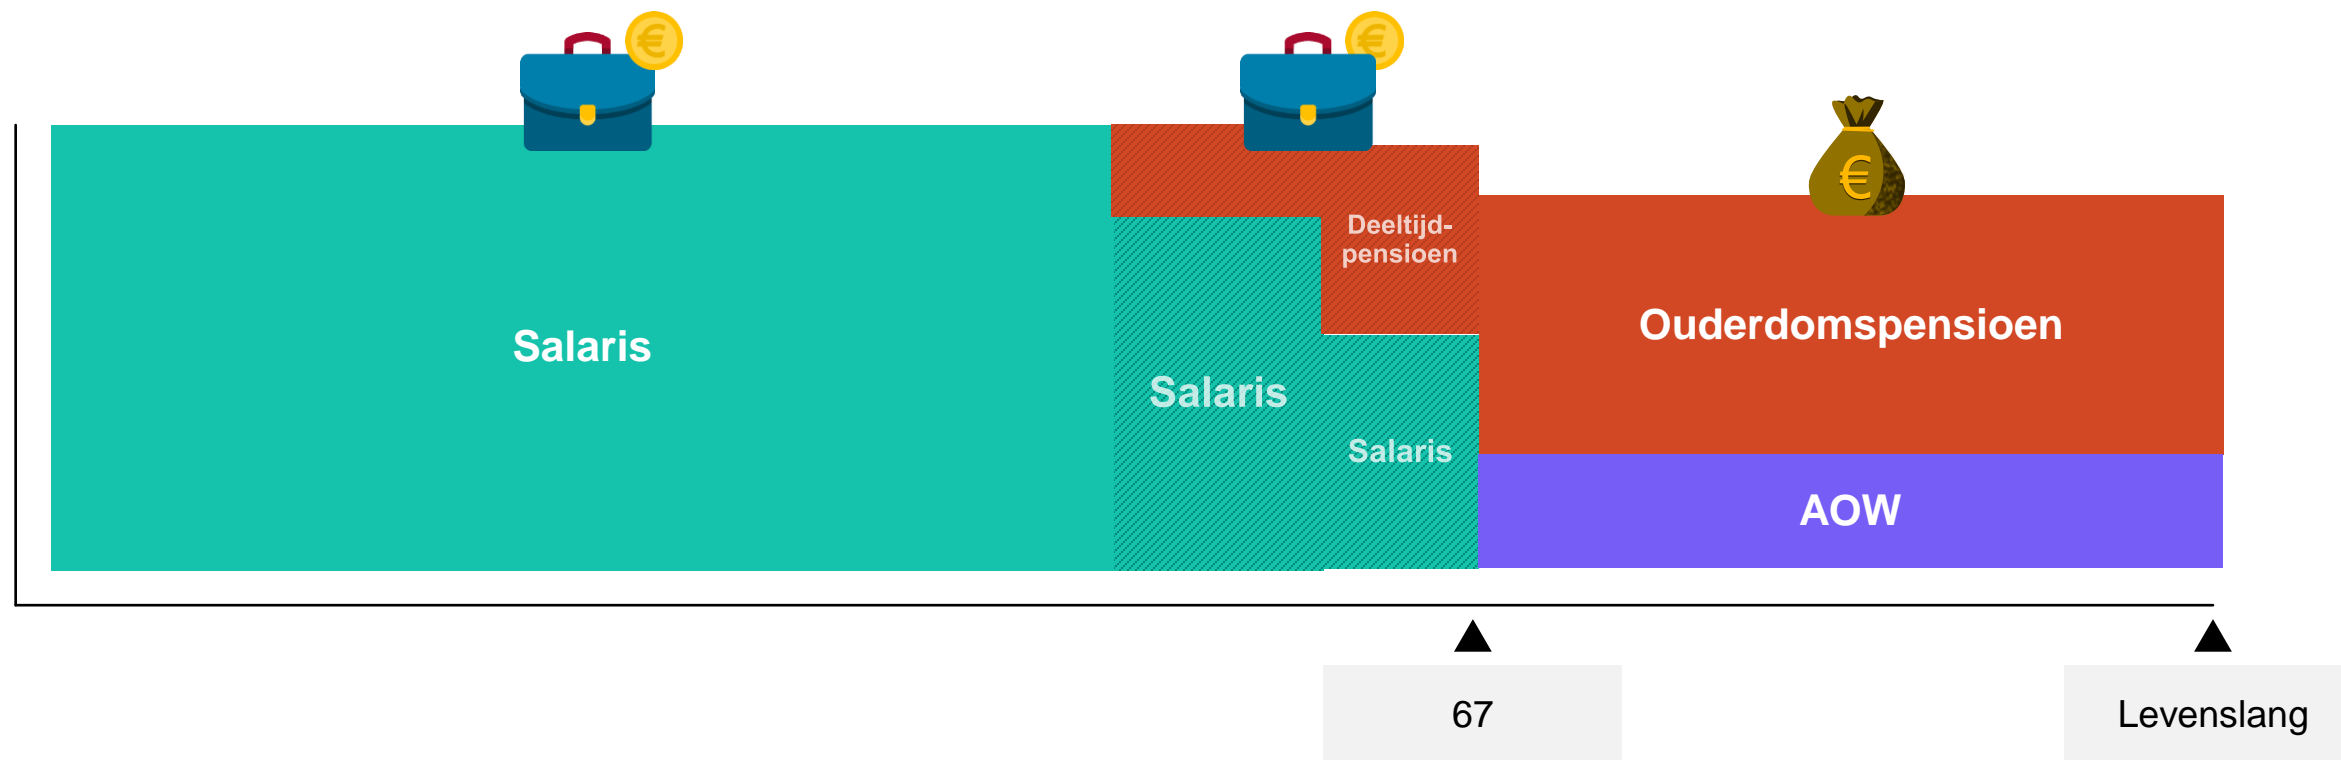 €
€
€
Deeltijd-
pensioen
Salaris
Salaris
Salaris
Ouderdomspensioen
AOW
67
Levenslang